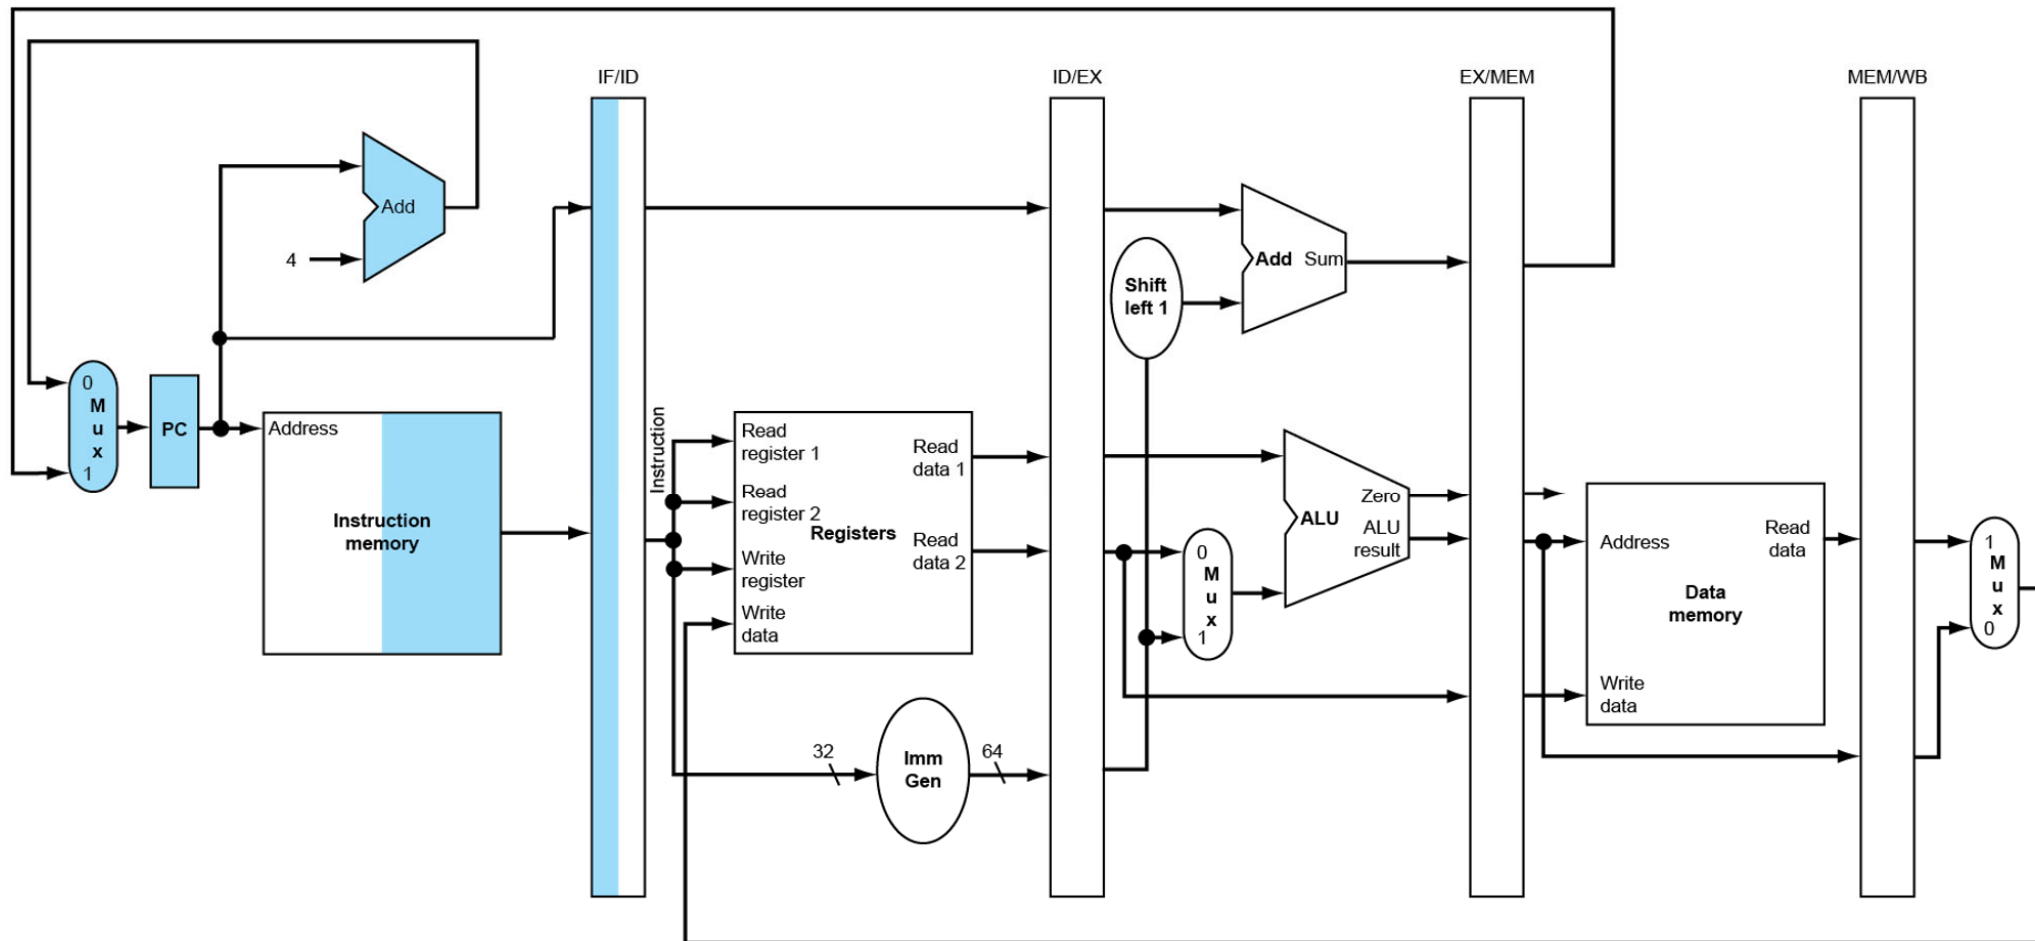 IF/ID
ID/EX
EX/MEM
MEM/WB
Add
4
Add Sum
Shift
left 1
0
M
u
x
1
PC
Address
Instruction
memory
Instruction
Read
register 1
Read
register 2
Write
register
Write
data
Registers
Read
data 1
Read
data 2
0
M
u
x
1
ALU
Zero
ALU
result
Address
Read
data
Data
memory
Write
data
1
M
u
x
0
32
Imm
Gen
64